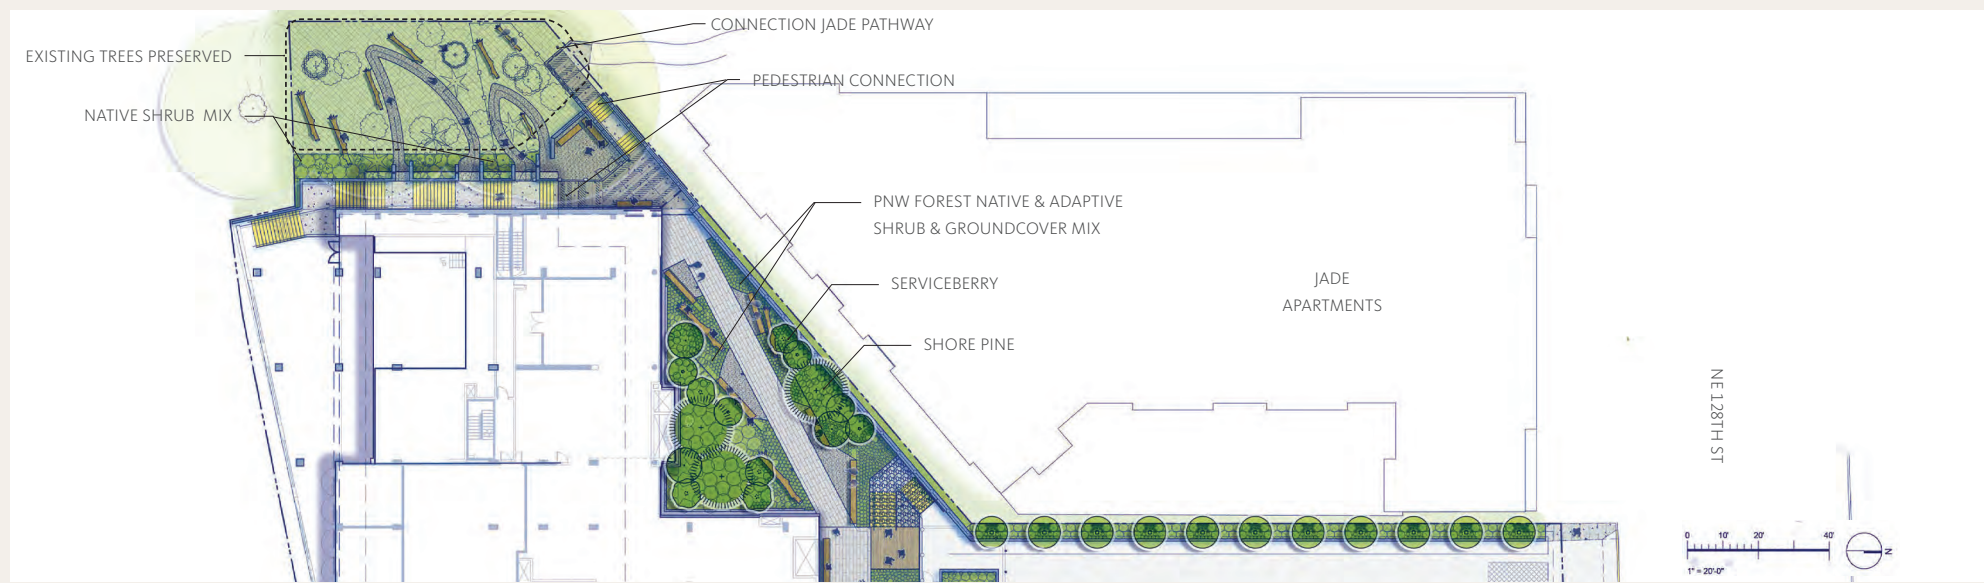 CONNECTION JADE PATHWAY
EXISTING TREES PRESERVED
PEDESTRIAN CONNECTION
NATIVE SHRUB MIX
PNW FOREST NATIVE & ADAPTIVE
SHRUB & GROUNDCOVER MIX
SERVICEBERRY
JADE
APARTMENTS
SHORE PINE
NE 128TH ST
0 10' 20' 40'
1" = 20'-0"
N